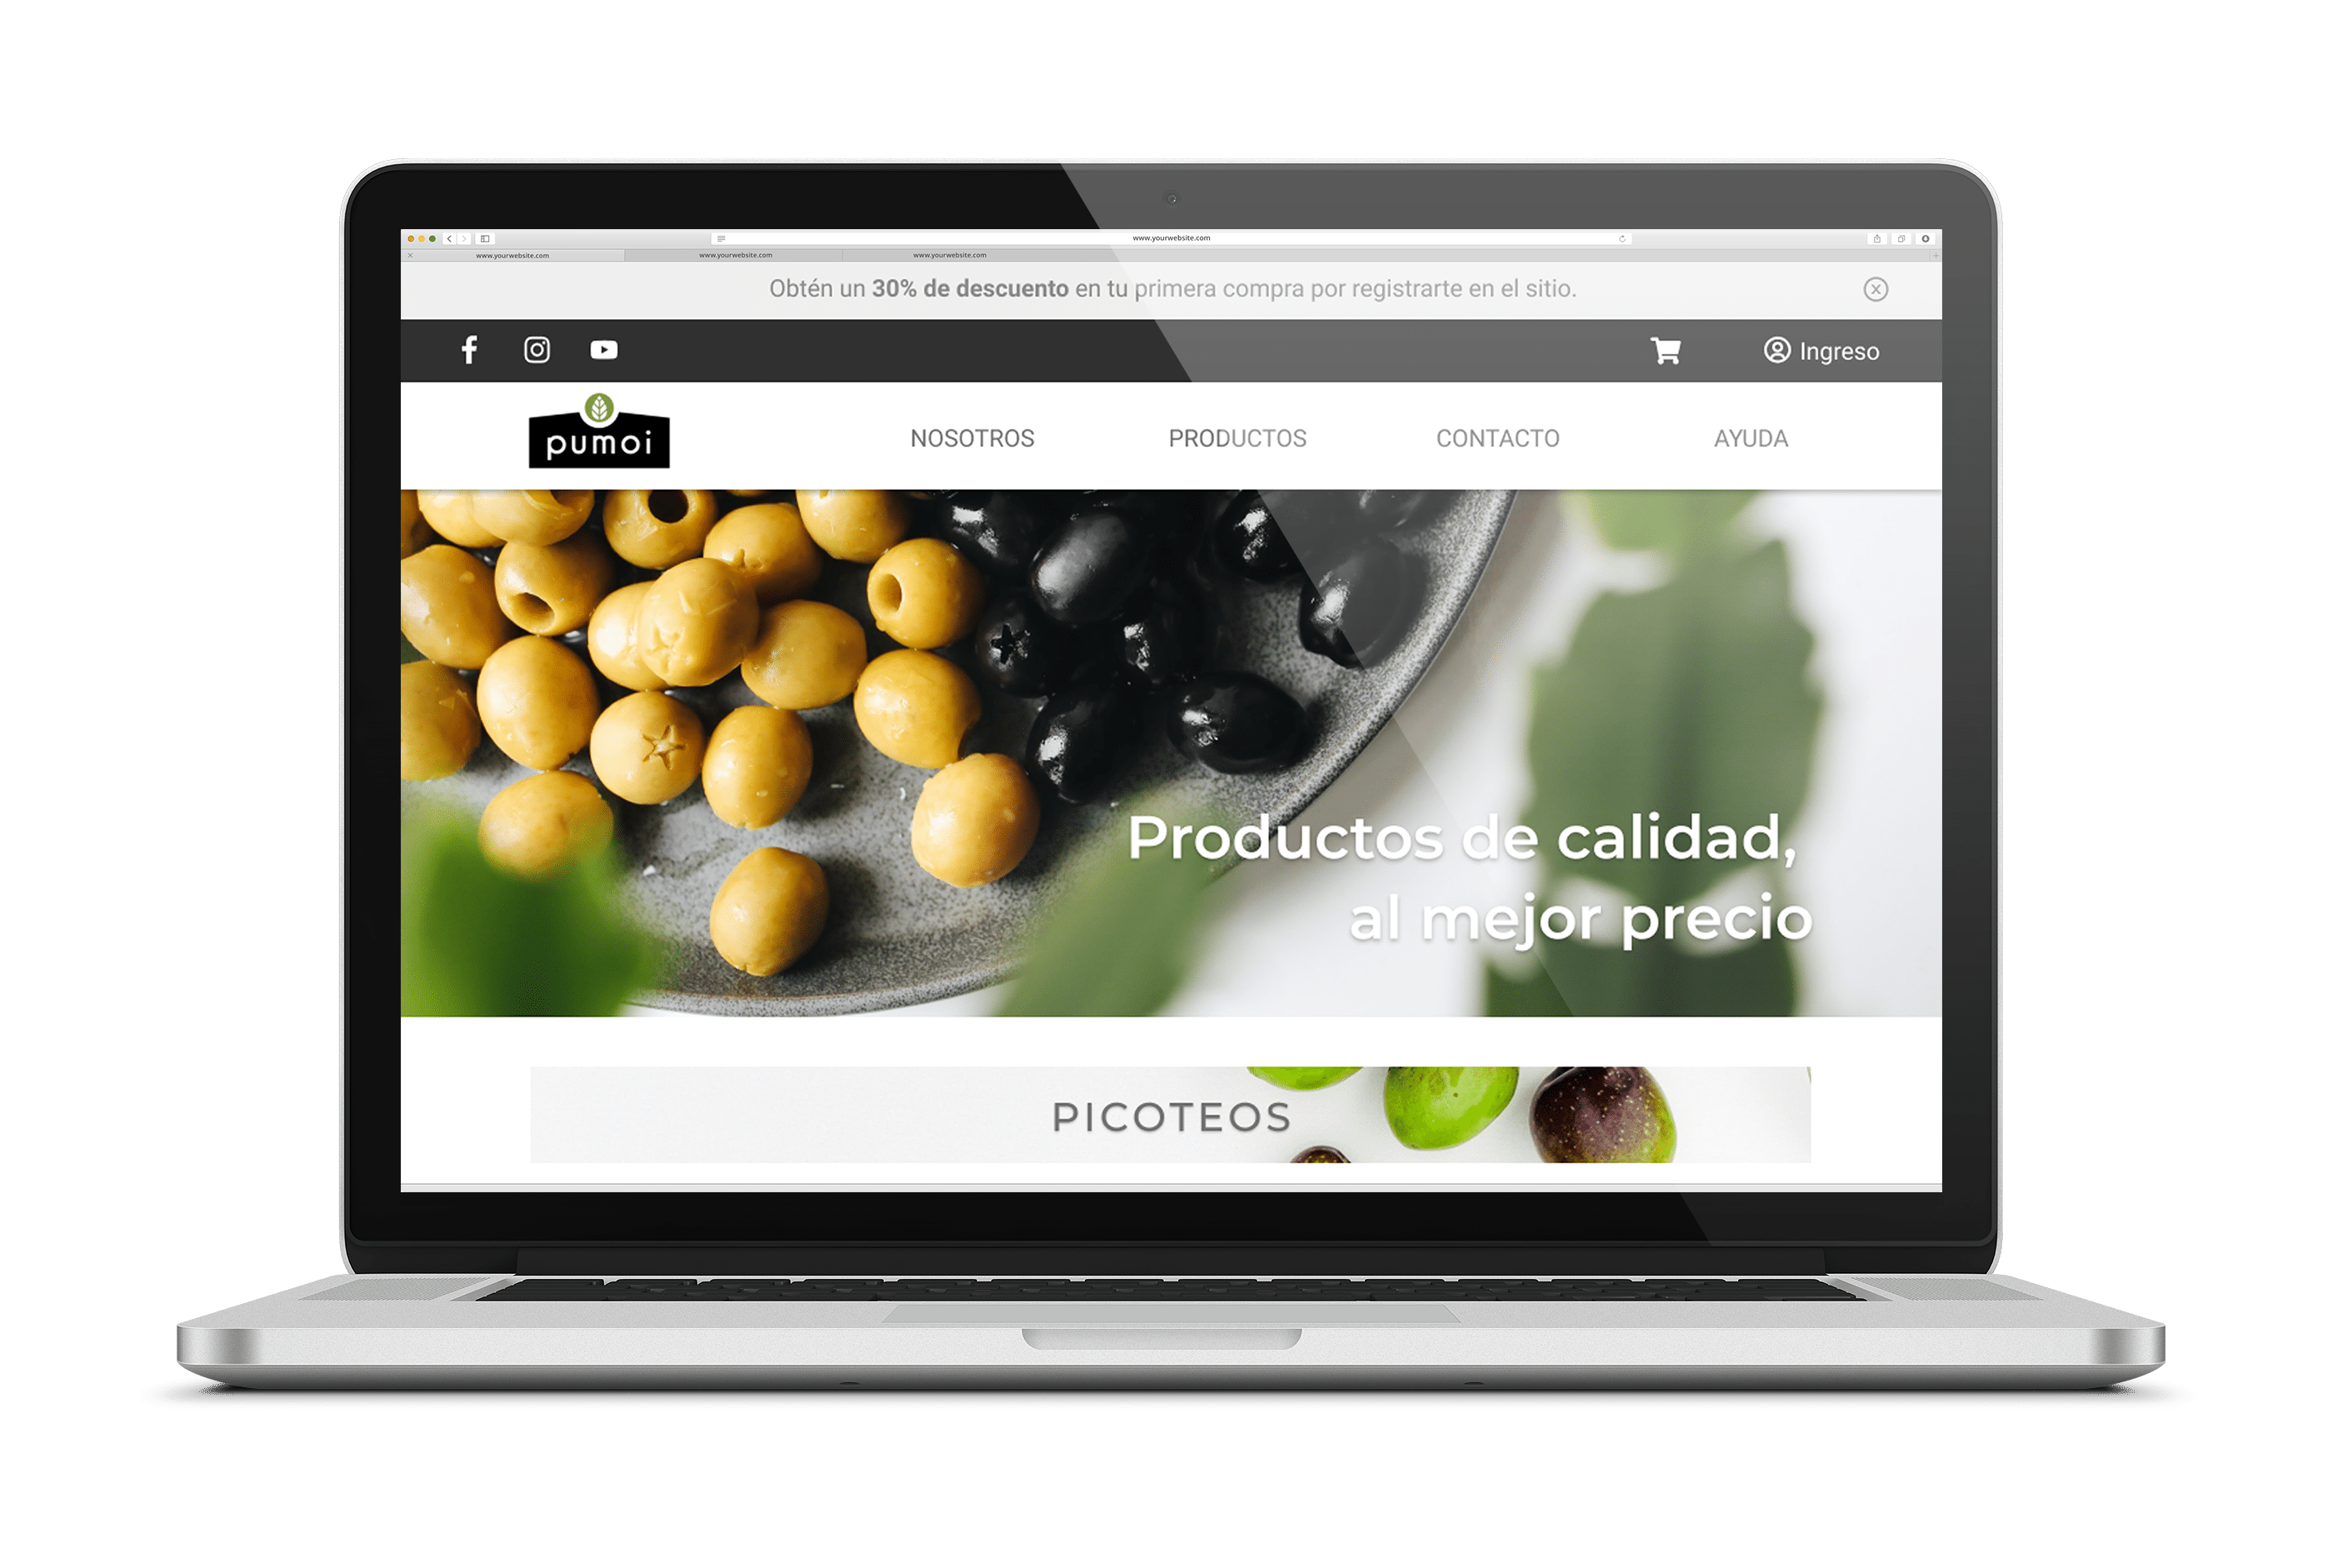 www.yourwebsite.com
www.yourwebsite.com www.yourwebsite.com www.yourwebsite.com
Obtén un 30% de descuento en tu primera compra por registrarte en el sitio.
Ingreso
pumoi NOSOTROS PRODUCTOS CONTACTO AYUDA
Productos de calidad,
al mejor precio
PICOTEOS